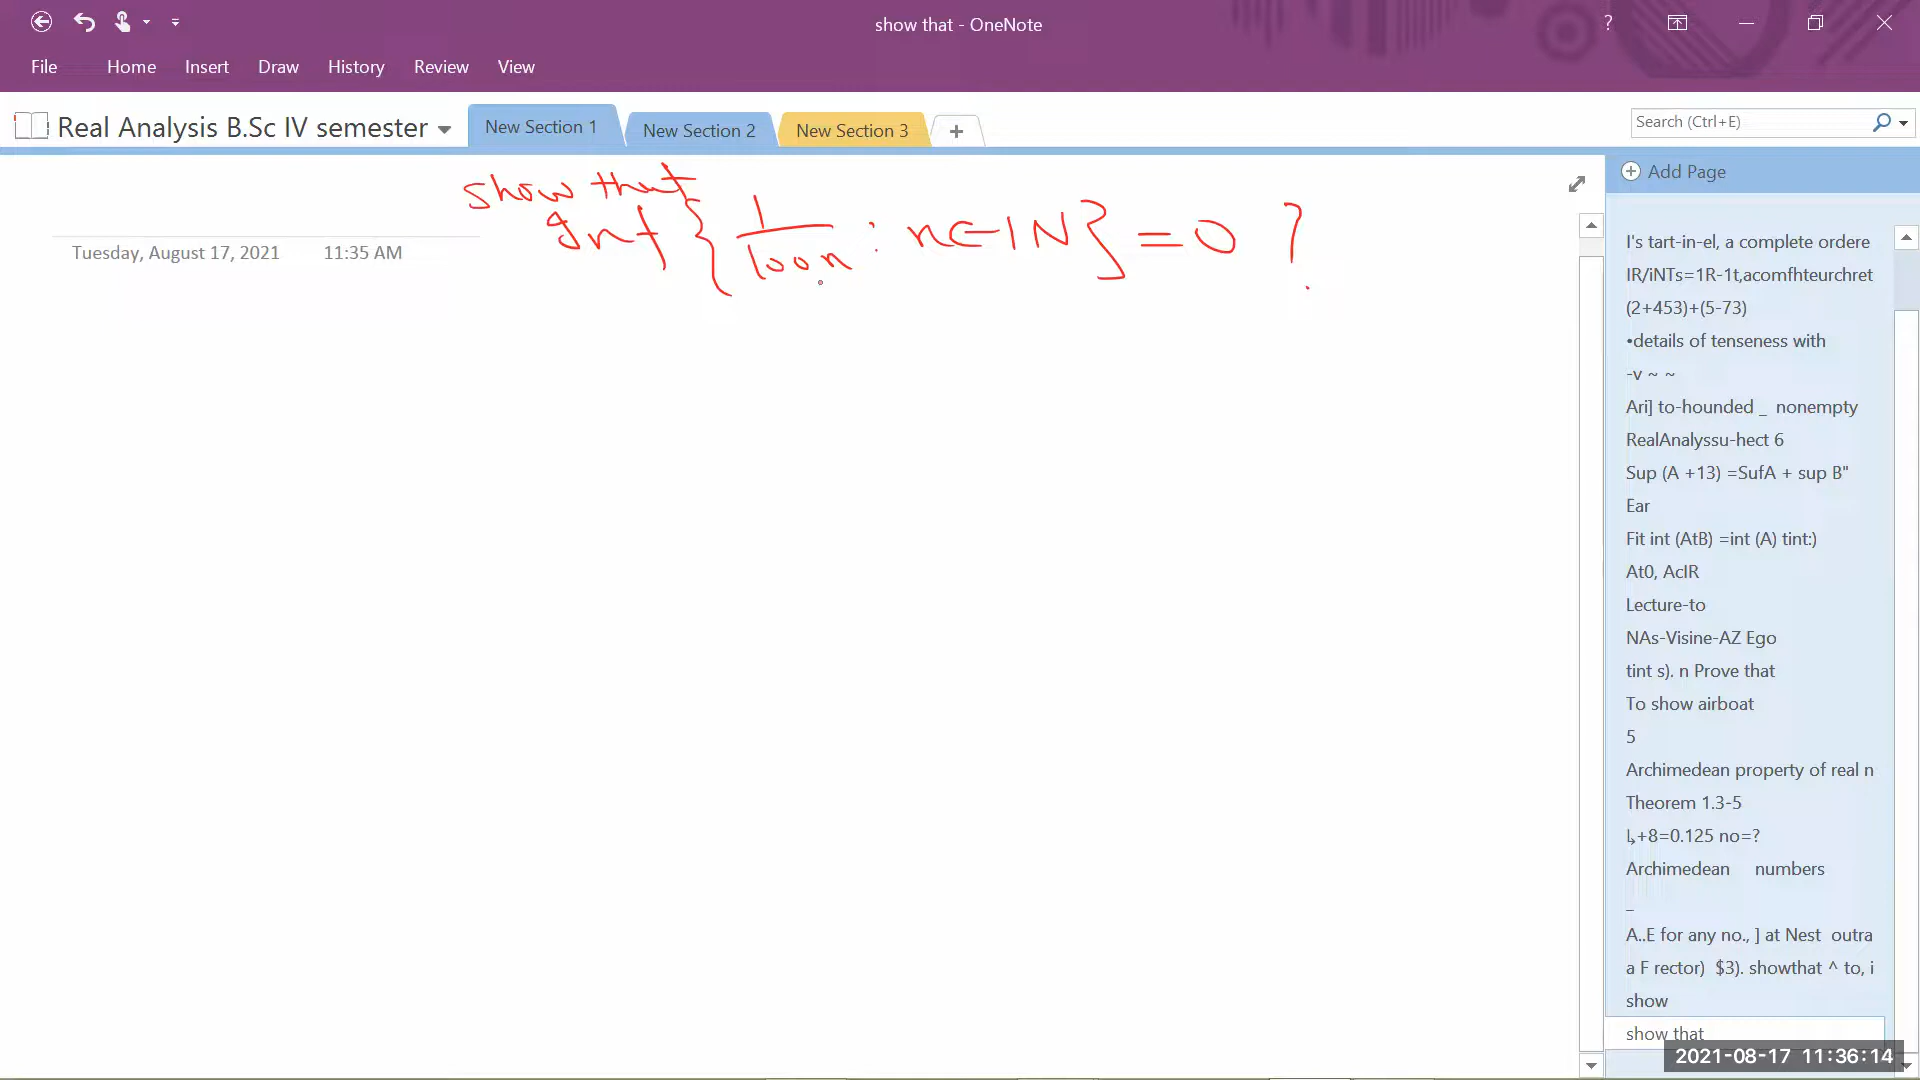 show that - OneNote
?
File Home Insert Draw History Review View
Real Analysis B.Sc IV semester
New Section 1
New Section 2
New Section 3
+
Search (Ctrl+E)
Add Page
show that
Inf { 1/100n : n ∈ IN } = 0 ?
Tuesday, August 17, 2021 11:35 AM
I's tart-in-el, a complete ordere
IR/iNTs=1R-1t,acomfhteurchret
(2+453)+(5-73)
•details of tenseness with
-v ~ ~
Ari] to-hounded _ nonempty
RealAnalyssu-hect 6
Sup (A +13) =SufA + sup B"
Ear
Fit int (AtB) =int (A) tint:)
At0, AcIR
Lecture-to
NAs-Visine-AZ Ego
tint s). n Prove that
To show airboat
5
Archimedean property of real n
Theorem 1.3-5
↳+8=0.125 no=?
Archimedean numbers
_
A..E for any no., ] at Nest outra
a F rector) $3). showthat ^ to, i
show
show that
2021-08-17 11:36:14